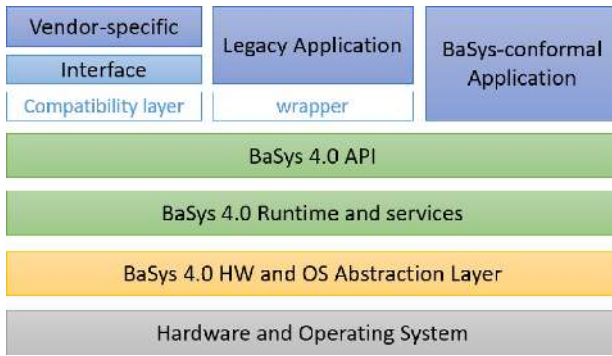 Vendor-specific
Interface
Compatibility layer
Legacy Application
wrapper
BaSys-conformal
Application
BaSys 4.0 API
BaSys 4.0 Runtime and services
BaSys 4.0 HW and OS Abstraction Layer
Hardware and Operating System